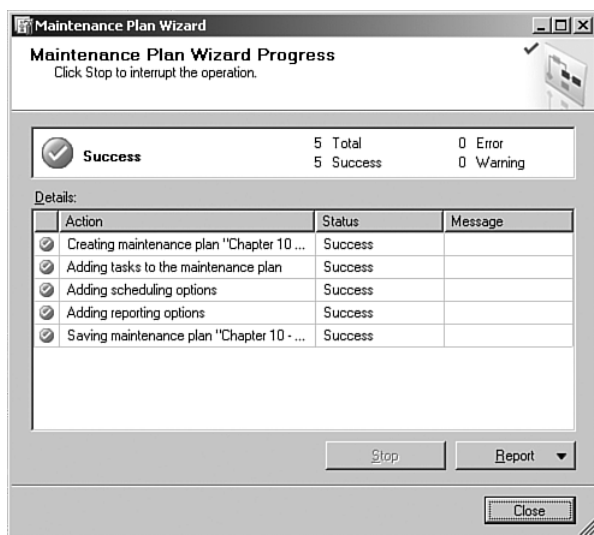 Maintenance Plan Wizard
Maintenance Plan Wizard Progress
Click Stop to interrupt the operation.
Success 5 Total 0 Error
5 Success 0 Warning
Details:
Action Status Message
Creating maintenance plan "Chapter 10 ... Success
Adding tasks to the maintenance plan Success
Adding scheduling options Success
Adding reporting options Success
Saving maintenance plan "Chapter 10 - ... Success
Stop Report
Close